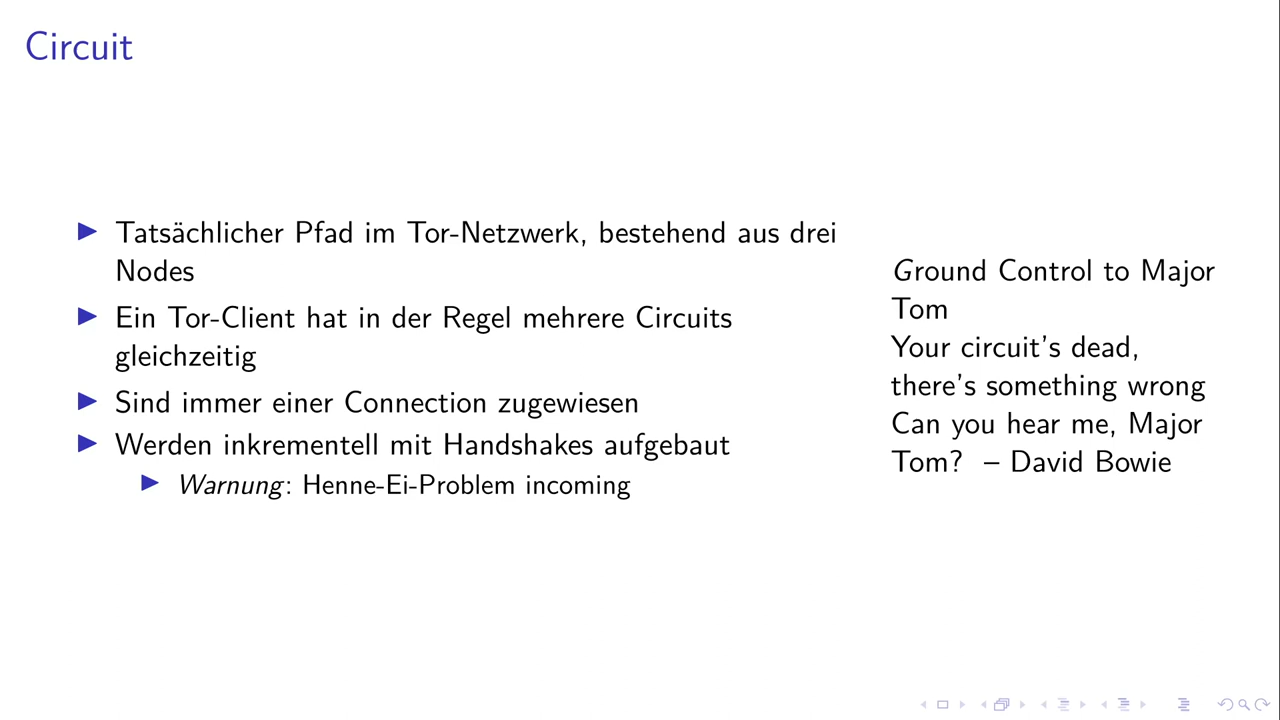 Circuit
Tatsächlicher Pfad im Tor-Netzwerk, bestehend aus drei
Nodes
Ein Tor-Client hat in der Regel mehrere Circuits
gleichzeitig
Sind immer einer Connection zugewiesen
Werden inkrementell mit Handshakes aufgebaut
Warnung: Henne-Ei-Problem incoming
Ground Control to Major
Tom
Your circuit's dead,
there's something wrong
Can you hear me, Major
Tom? – David Bowie